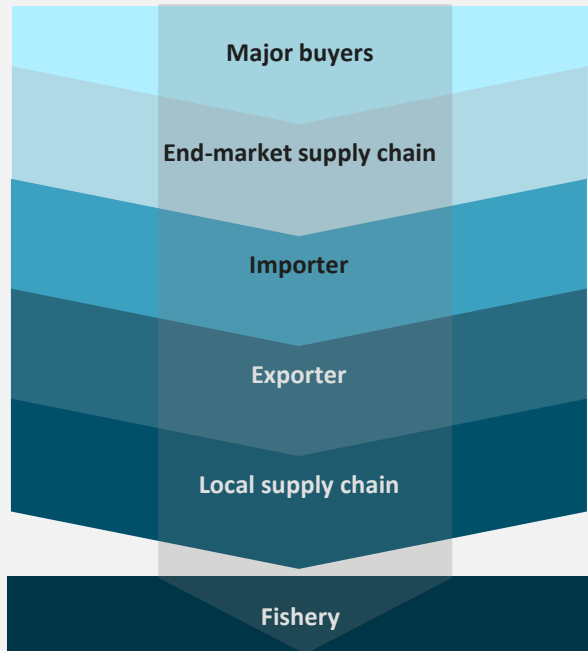 Major buyers
End-market supply chain
Importer
Exporter
Local supply chain
Fishery